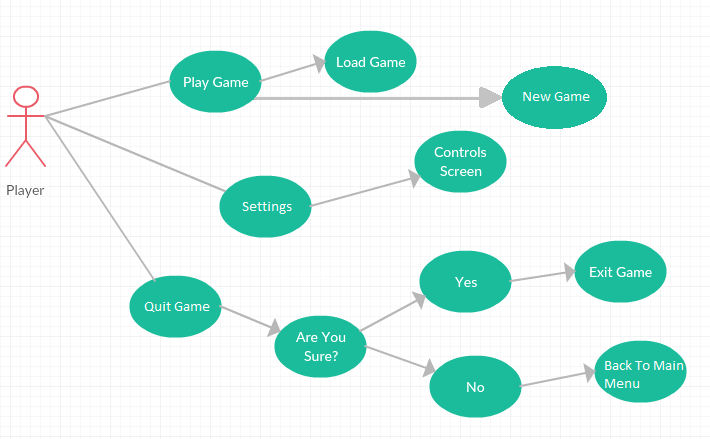 Play Game
Load Game
New Game
Player
Controls
Screen
Settings
Quit Game
Are You
Sure?
Yes
Exit Game
No
Back To Main
Menu